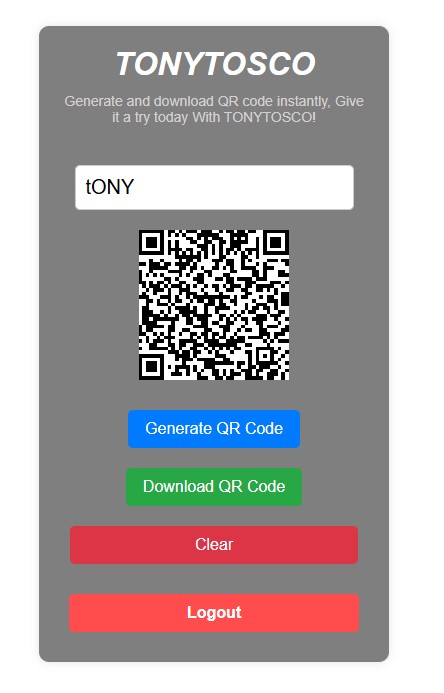 TONYTOSCO
Generate and download QR code instantly, Give
it a try today With TONYTOSCO!
tONY
Generate QR Code
Download QR Code
Clear
Logout